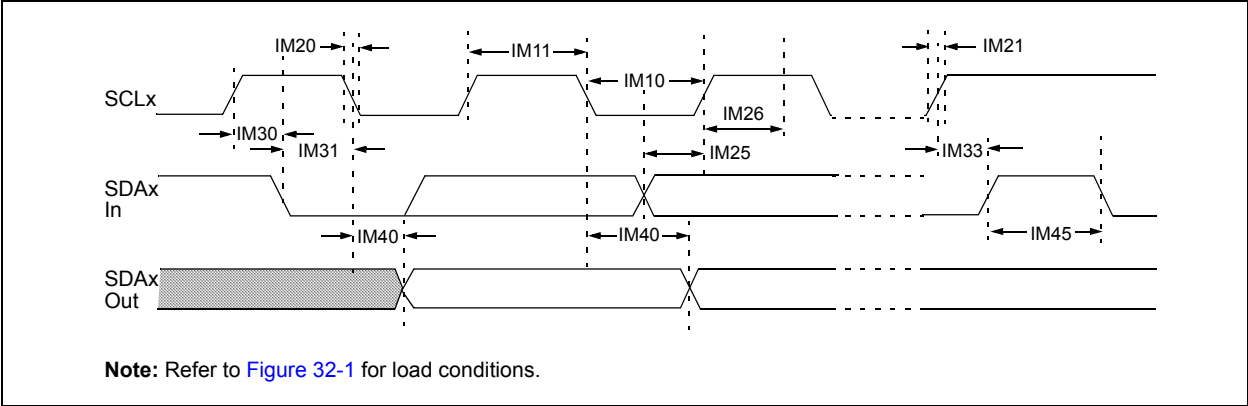 IM20
IM11
IM21
IM10
SCLx
IM26
IM30
IM31
IM33
IM25
SDAx
In
IM40
IM40
IM45
SDAx
Out
Note: Refer to Figure 32-1 for load conditions.